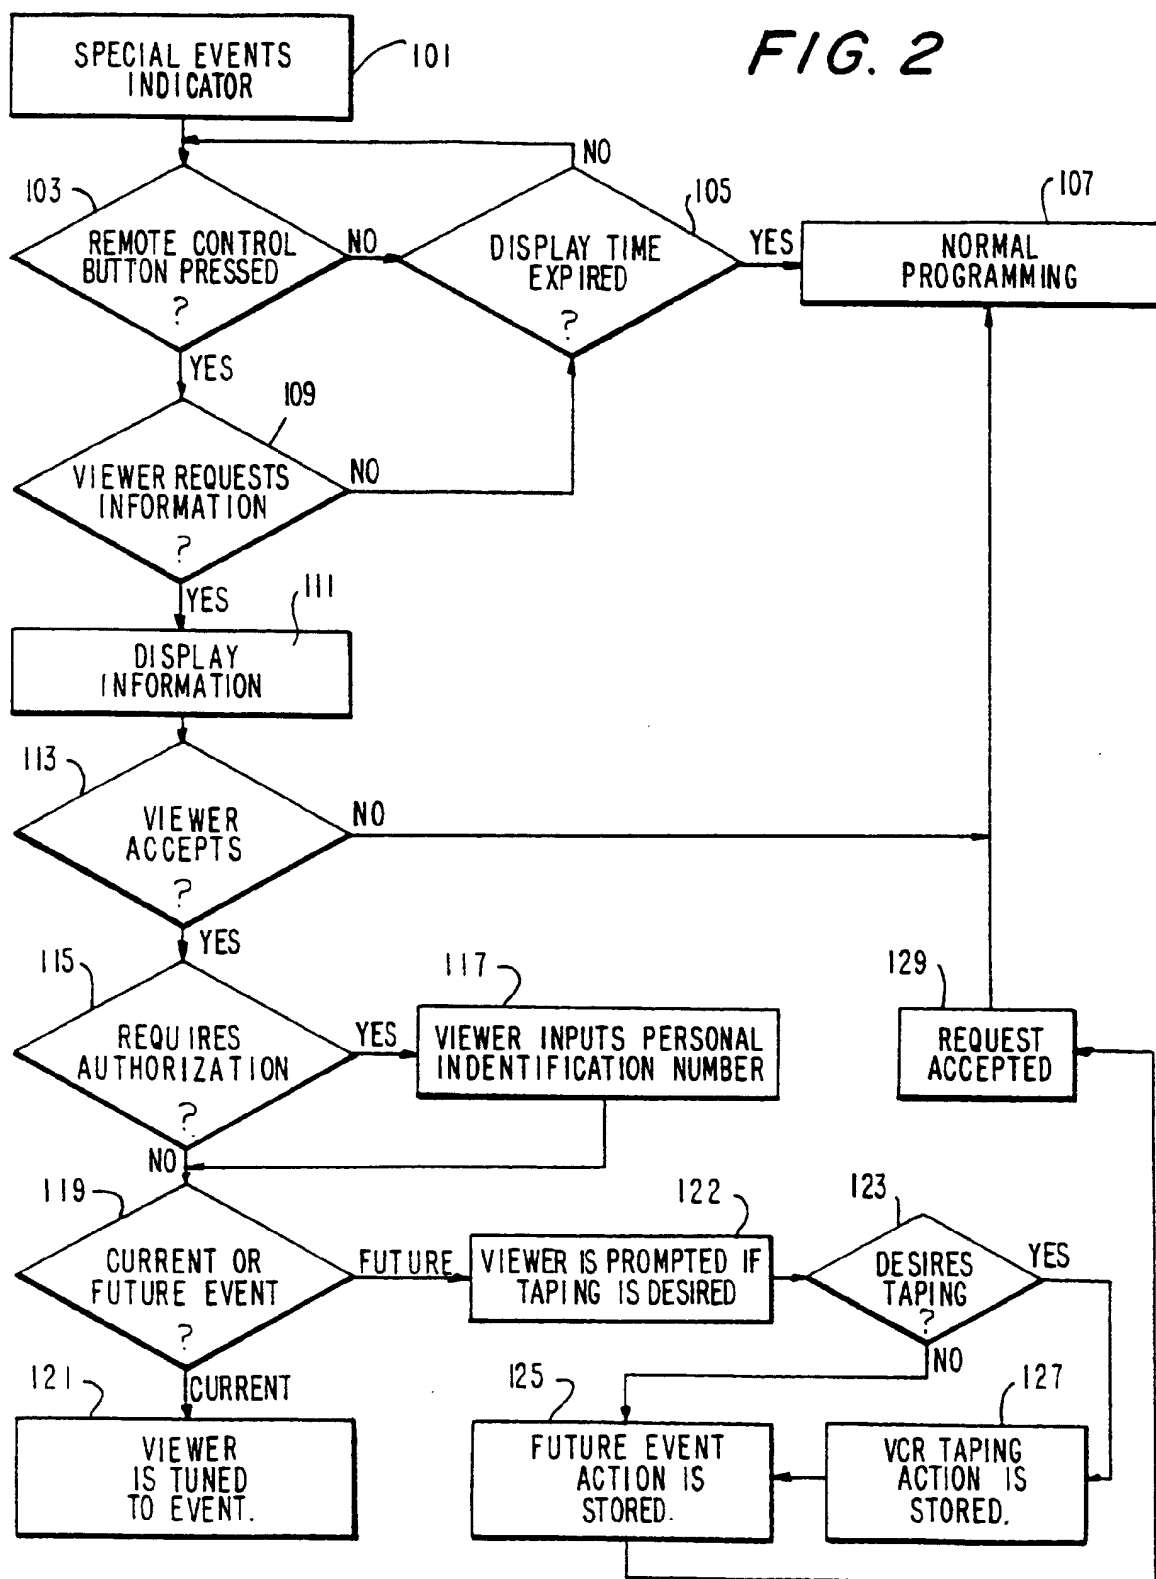 FIG. 2
SPECIAL EVENTS
INDICATOR
101
NO
103
REMOTE CONTROL
BUTTON PRESSED
?
NO
105
DISPLAY TIME
EXPIRED
?
YES
107
NORMAL
PROGRAMMING
YES
109
VIEWER REQUESTS
INFORMATION
?
NO
YES
111
DISPLAY
INFORMATION
113
VIEWER
ACCEPTS
?
NO
YES
115
REQUIRES
AUTHORIZATION
?
YES
117
VIEWER INPUTS PERSONAL
INDENTIFICATION NUMBER
129
REQUEST
ACCEPTED
NO
119
CURRENT OR
FUTURE EVENT
?
FUTURE
122
VIEWER IS PROMPTED IF
TAPING IS DESIRED
123
DESIRES
TAPING
?
YES
NO
CURRENT
121
VIEWER
IS TUNED
TO EVENT.
125
FUTURE EVENT
ACTION IS
STORED.
127
VCR TAPING
ACTION IS
STORED.